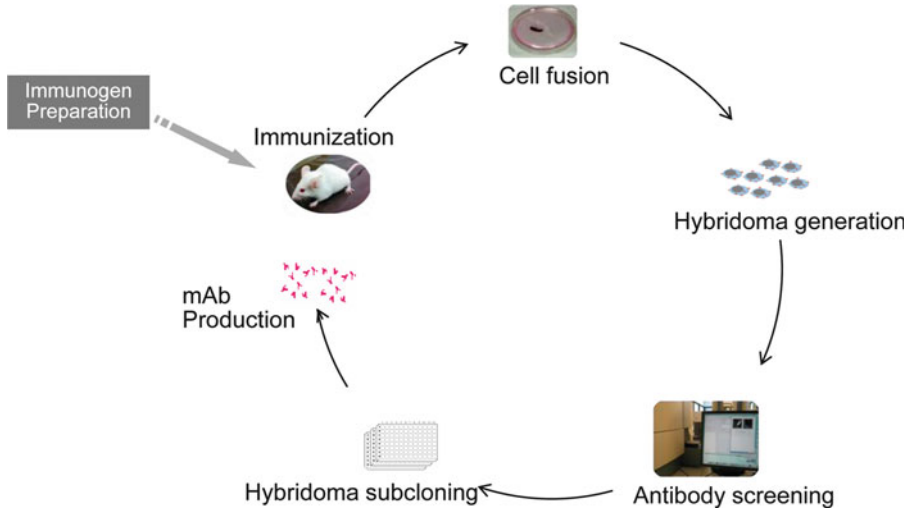 Immunogen
Preparation
Immunization
Cell fusion
Hybridoma generation
Antibody screening
Hybridoma subcloning
mAb
Production